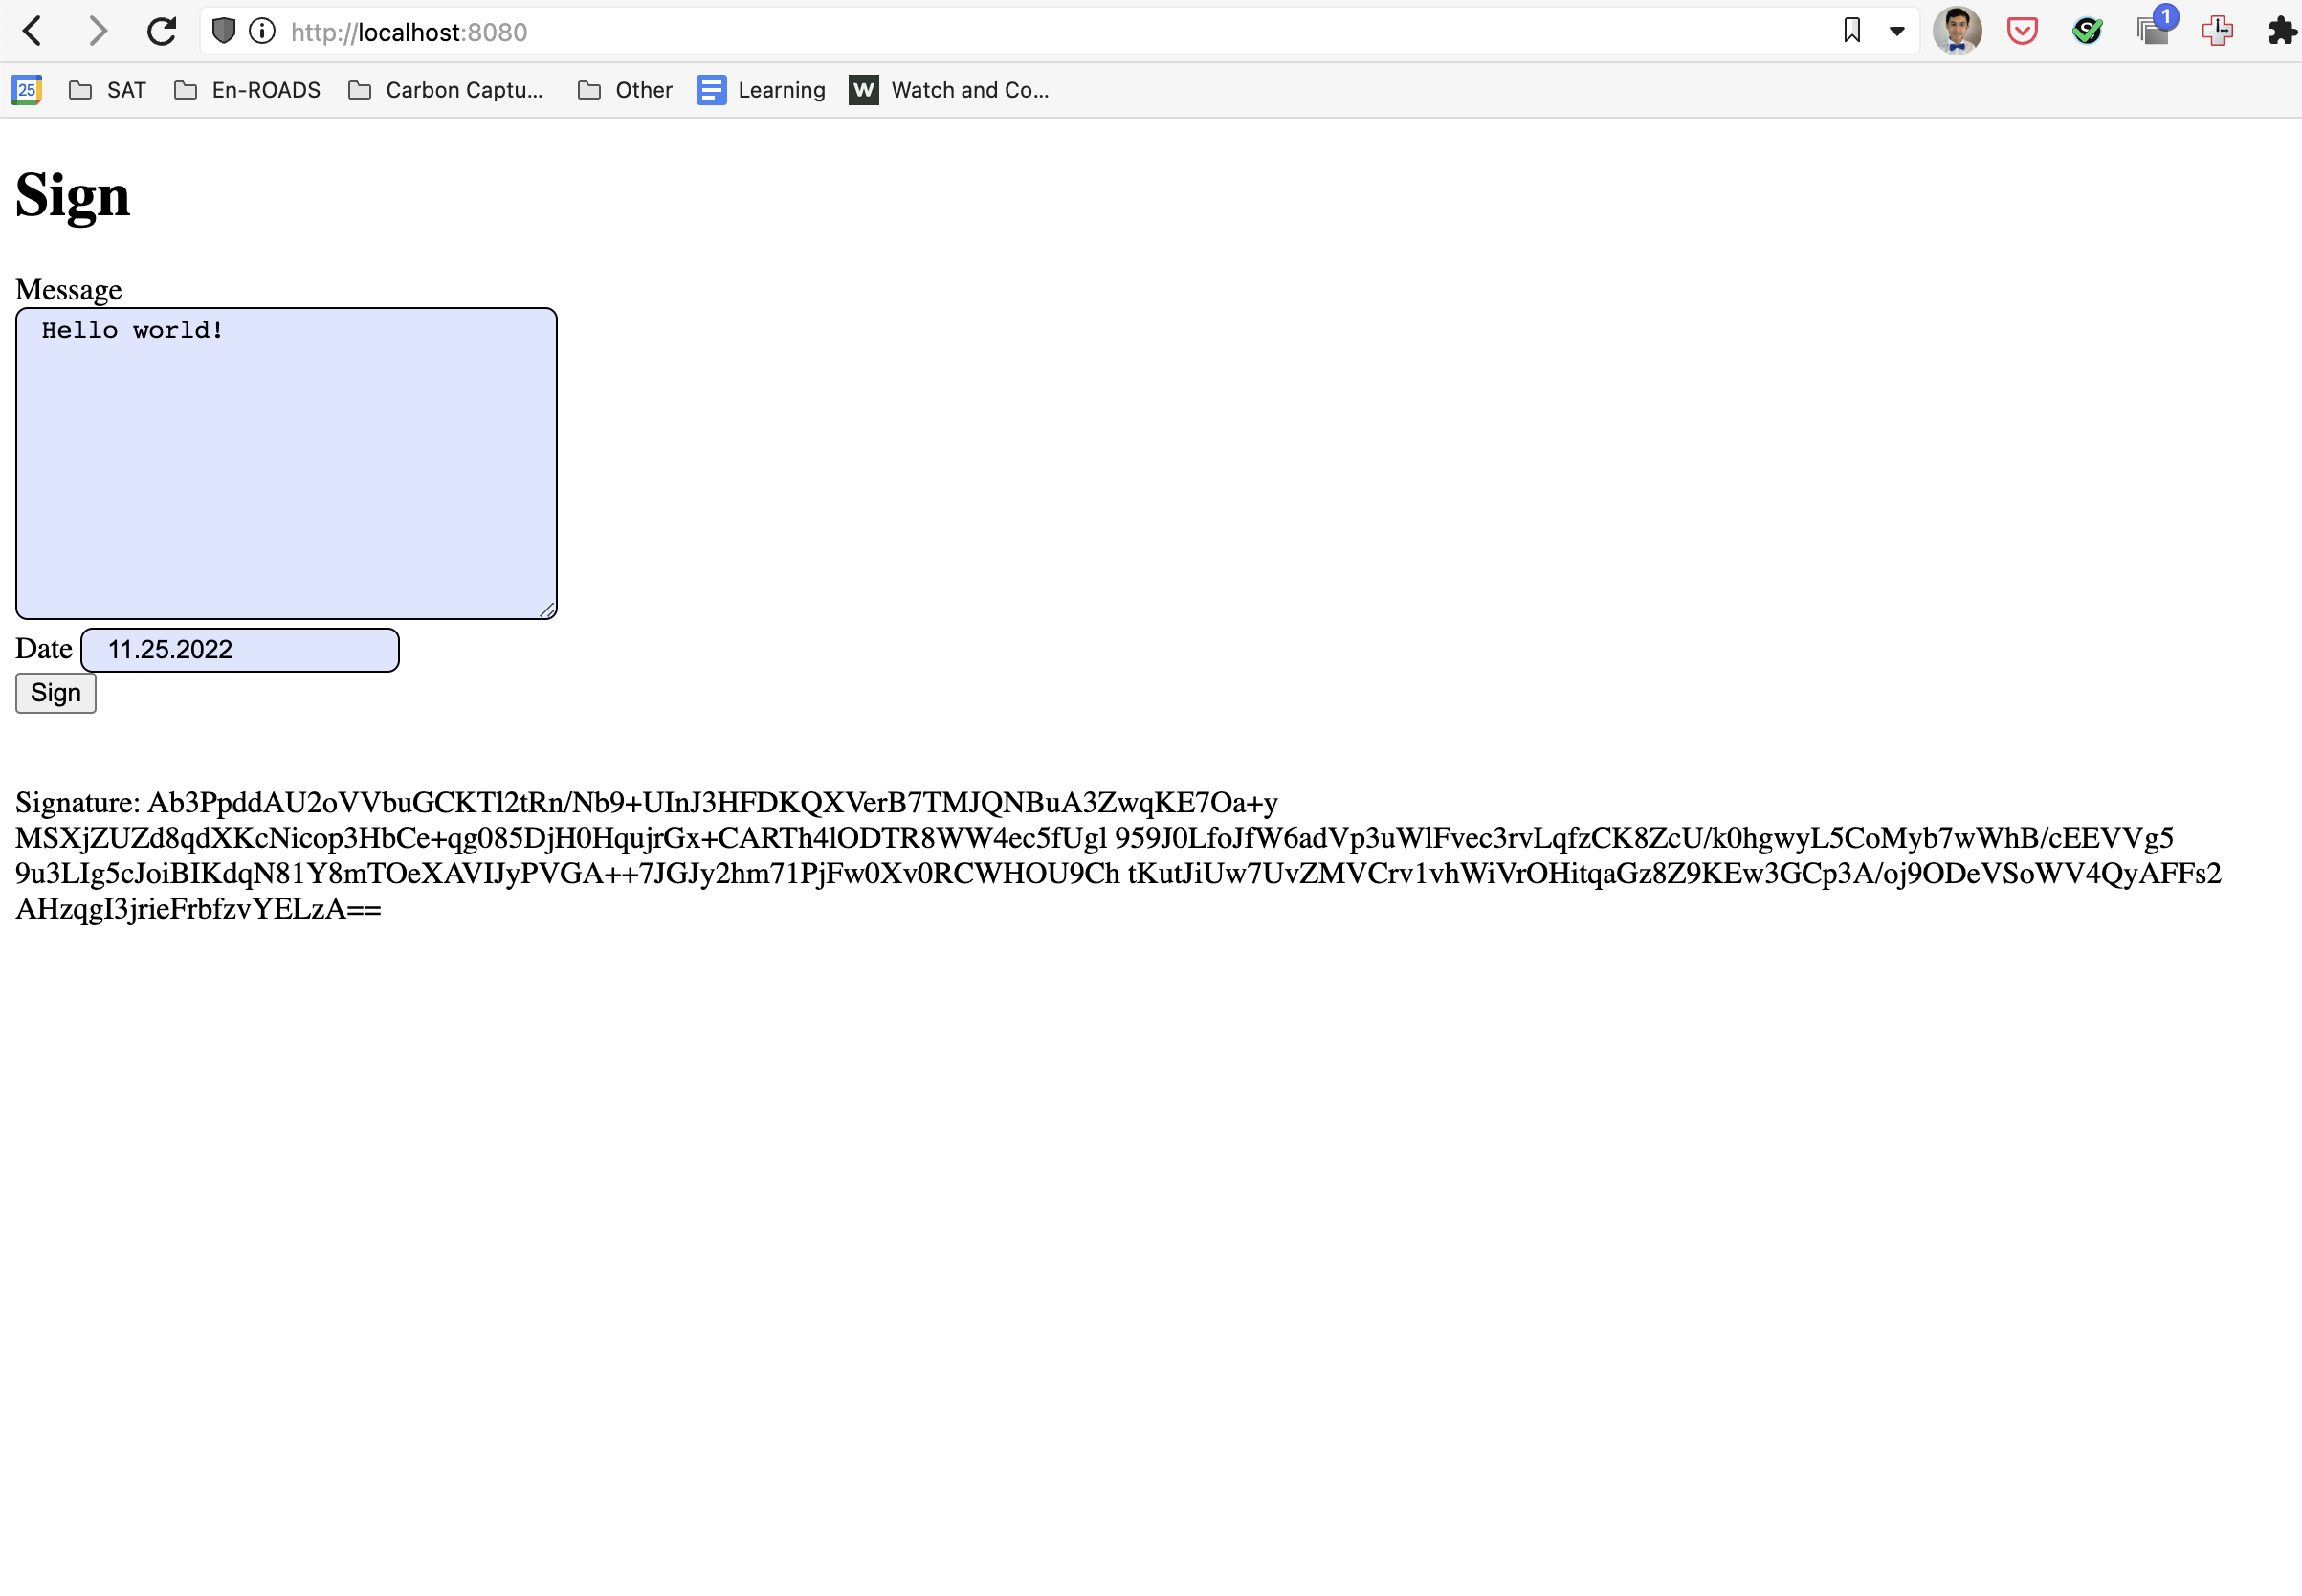 http://localhost:8080
1
25 SAT En-ROADS Carbon Captu... Other Learning W Watch and Co...
Sign
Message
Hello world!
Date 11.25.2022
Sign
Signature: Ab3PpddAU2oVVbuGCKTl2tRn/Nb9+UInJ3HFDKQXVerB7TMJQNBuA3ZwqKE7Oa+y
MSXjZUZd8qdXKcNicop3HbCe+qg085DjH0HqujrGx+CARTh4lODTR8WW4ec5fUgl 959J0LfoJfW6adVp3uWlFvec3rvLqfzCK8ZcU/k0hgwyL5CoMyb7wWhB/cEEVVg5
9u3LIg5cJoiBIKdqN81Y8mTOeXAVIJyPVGA++7JGJy2hm71PjFw0Xv0RCWHOU9Ch tKutJiUw7UvZMVCrv1vhWiVrOHitqaGz8Z9KEw3GCp3A/oj9ODeVSoWV4QyAFFs2
AHzqgI3jrieFrbfzvYELzA==